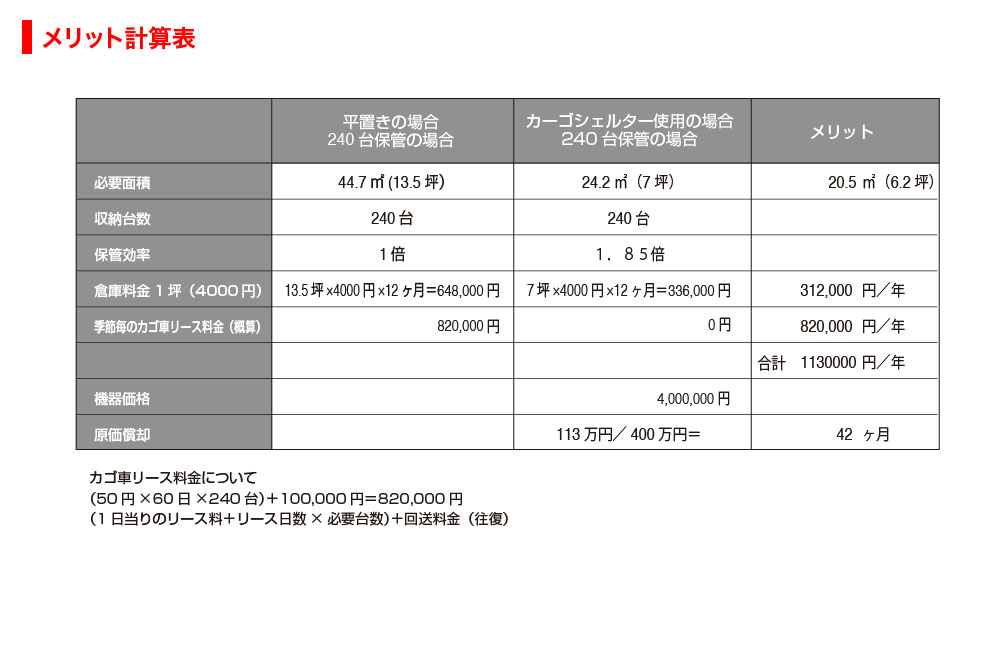 メリット計算表
平置きの場合
240 台保管の場合
カーゴシェルター使用の場合
240 台保管の場合
メリット
必要面積
44.7 ㎡ (13.5 坪)
24.2 ㎡（7 坪）
20.5 ㎡（6.2 坪）
収納台数
240 台
240 台
保管効率
1 倍
１．８５倍
倉庫料金 1 坪（4000 円）
13.5 坪 ×4000 円 ×12 ヶ月＝648,000 円
7 坪 ×4000 円 ×12 ヶ月＝336,000 円
312,000 円／年
季節毎のカゴ車リース料金（概算）
820,000 円
0 円
820,000 円／年
合計 1130000 円／年
機器価格
4,000,000 円
原価償却
113 万円／ 400 万円＝
42 ヶ月
カゴ車リース料金について
（50 円 ×60 日 ×240 台）＋100,000 円＝820,000 円
（1 日当りのリース料＋リース日数 × 必要台数）＋回送料金（往復）